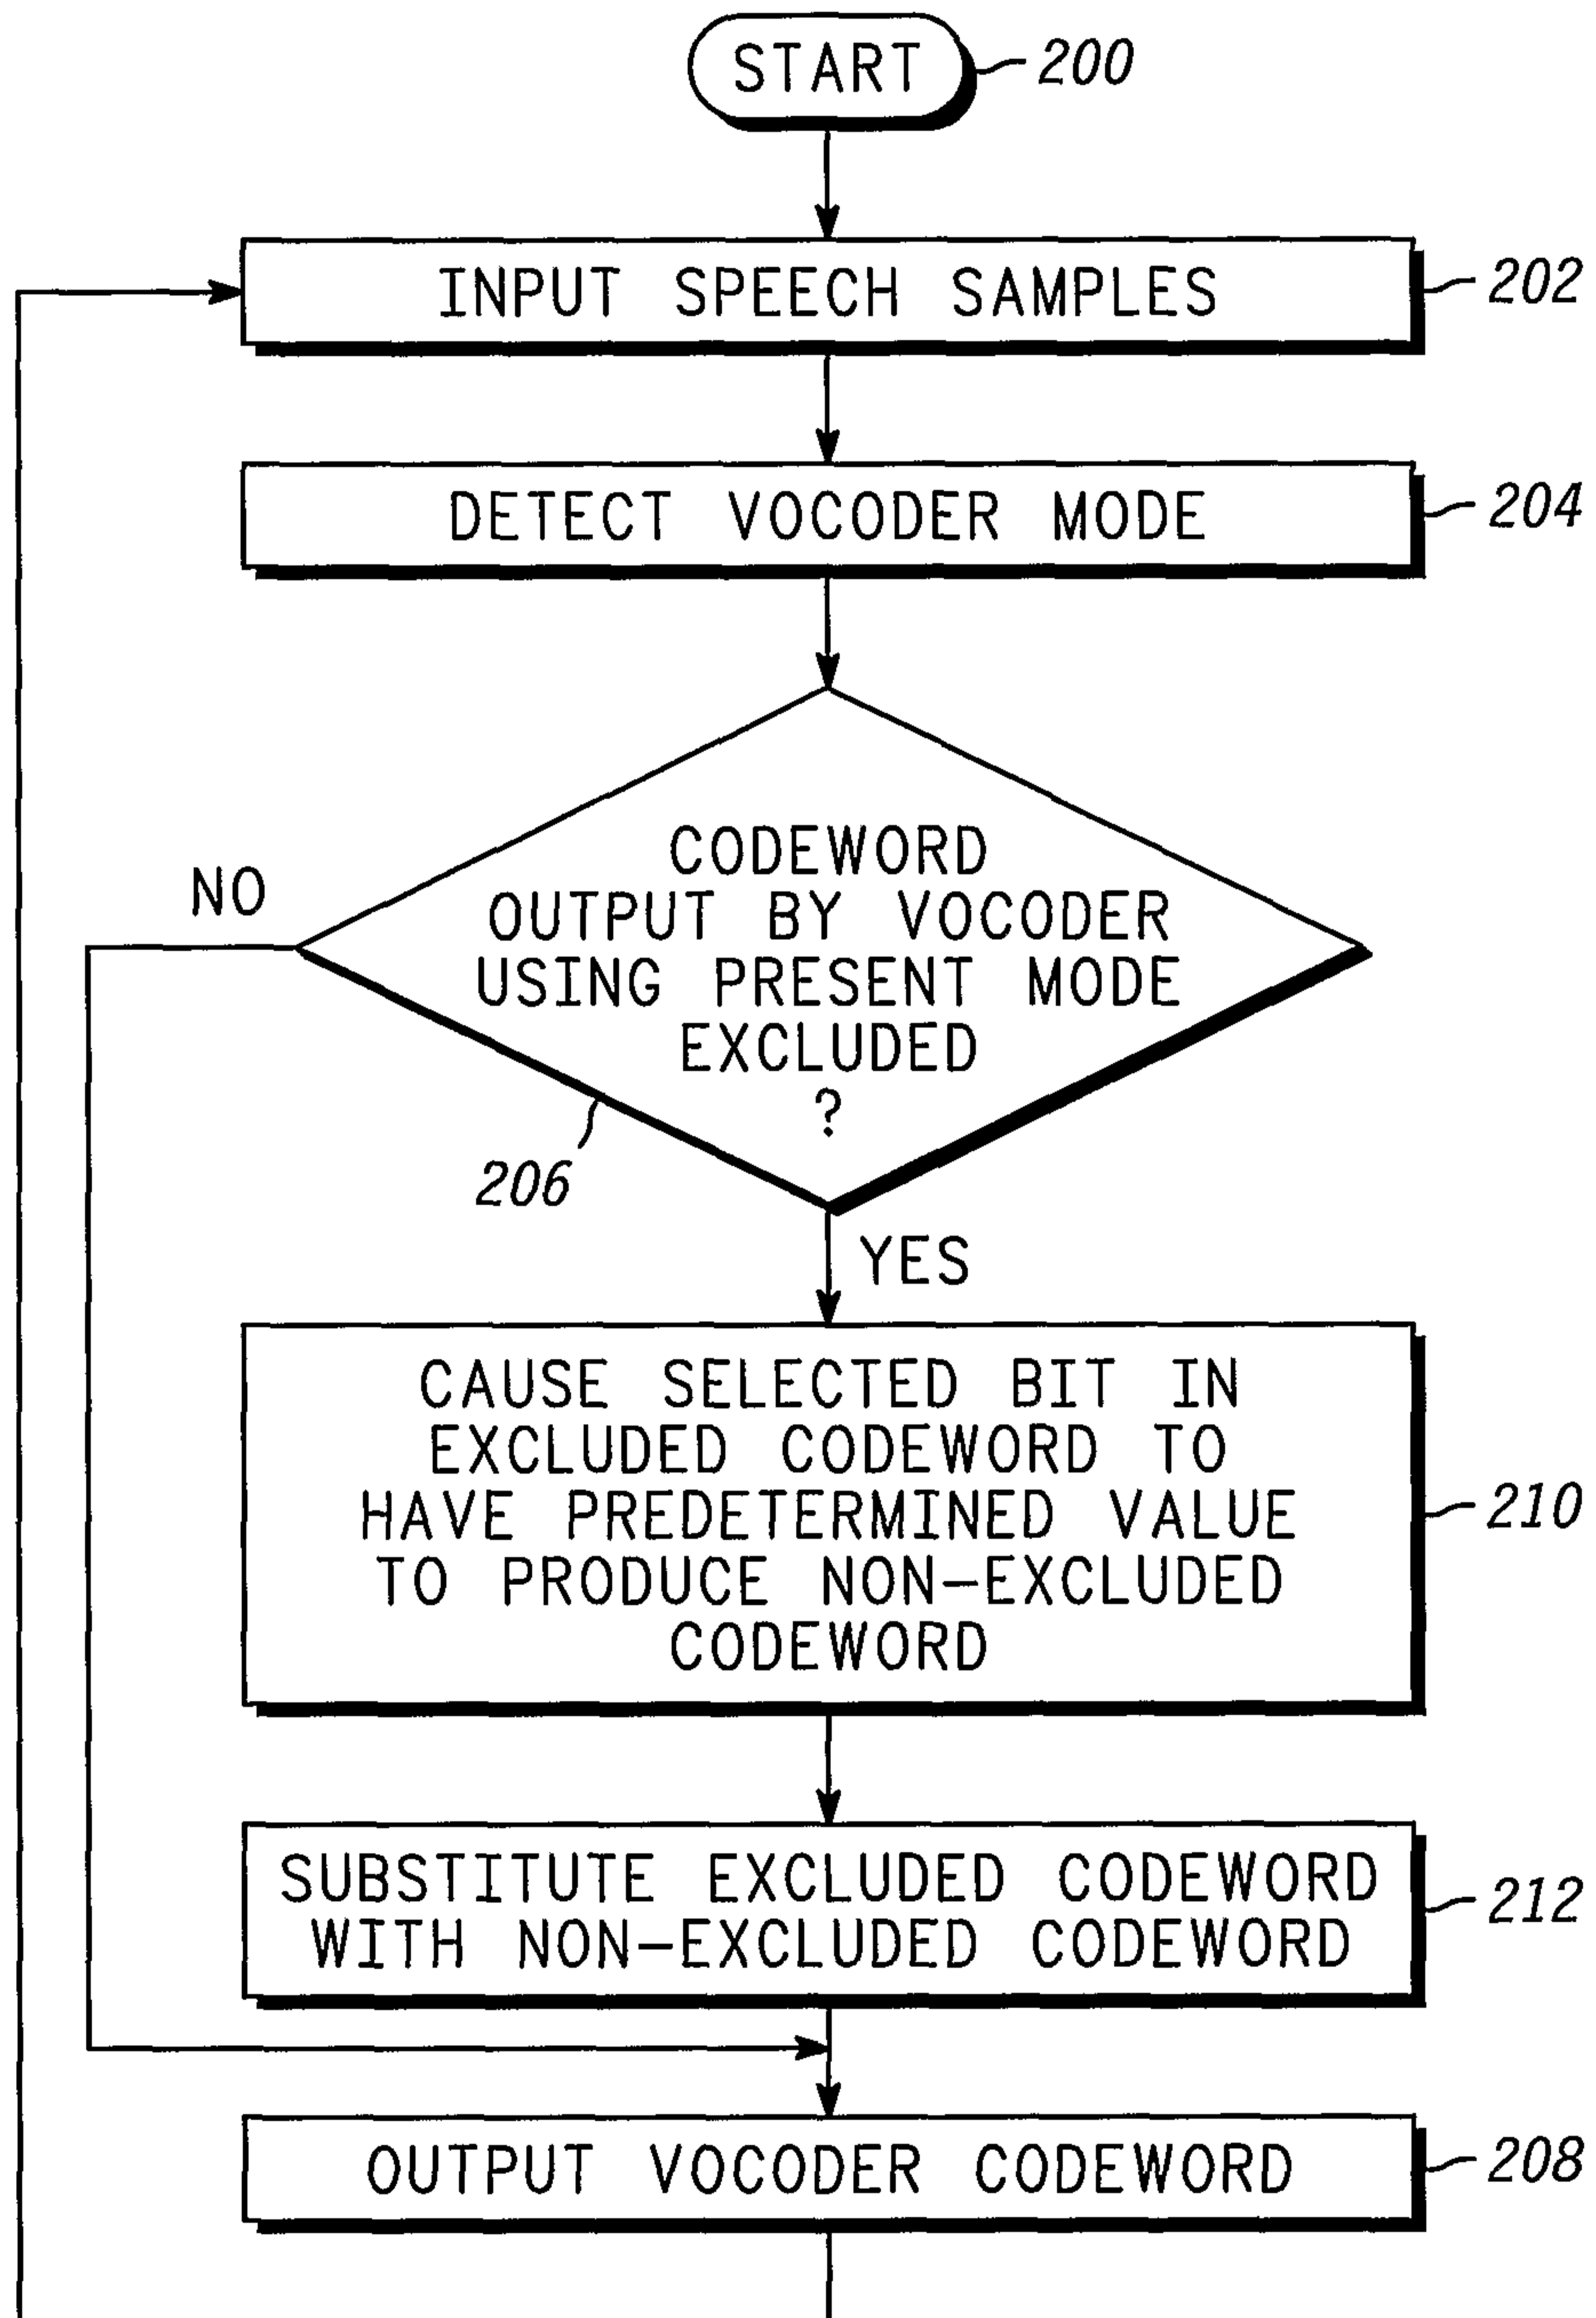 START
200
INPUT SPEECH SAMPLES
202
DETECT VOCODER MODE
204
CODEWORD
OUTPUT BY VOCODER
USING PRESENT MODE
EXCLUDED
?
NO
206
YES
CAUSE SELECTED BIT IN
EXCLUDED CODEWORD TO
HAVE PREDETERMINED VALUE
TO PRODUCE NON-EXCLUDED
CODEWORD
210
SUBSTITUTE EXCLUDED CODEWORD
WITH NON-EXCLUDED CODEWORD
212
OUTPUT VOCODER CODEWORD
208